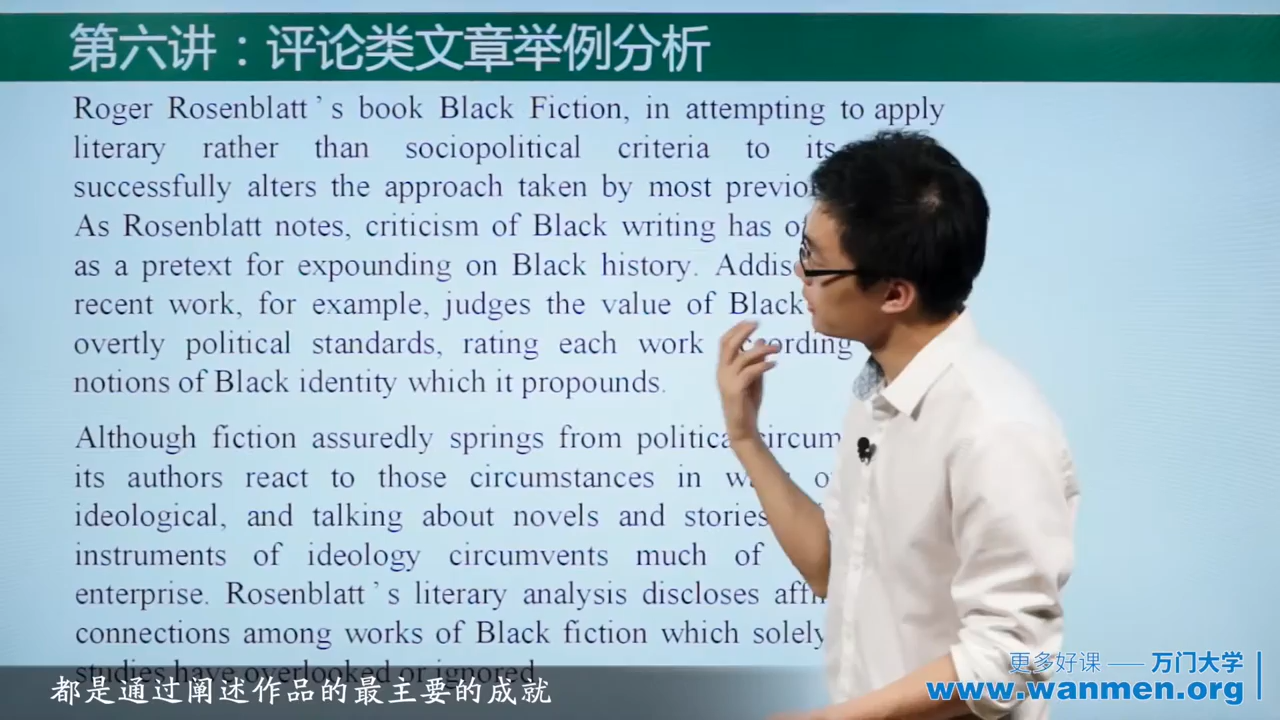 第六讲：评论类文章举例分析
Roger Rosenblatt's book Black Fiction, in attempting to apply
literary rather than sociopolitical criteria to its
successfully alters the approach taken by most
As Rosenblatt notes, criticism of Black writing has
as a pretext for expounding on Black history.
recent work, for example, judges the value of Black
overtly political standards, rating each work
notions of Black identity which it propounds.
Although fiction assuredly springs from
its authors react to those circumstances in
ideological, and talking about novels and stories
instruments of ideology circumvents much of
enterprise. Rosenblatt's literary analysis discloses
connections among works of Black fiction which solely
studies have overlooked or ignored
都是通过阐述作品的最主要的成就
更多好课 —— 万门大学
www.wanmen.org